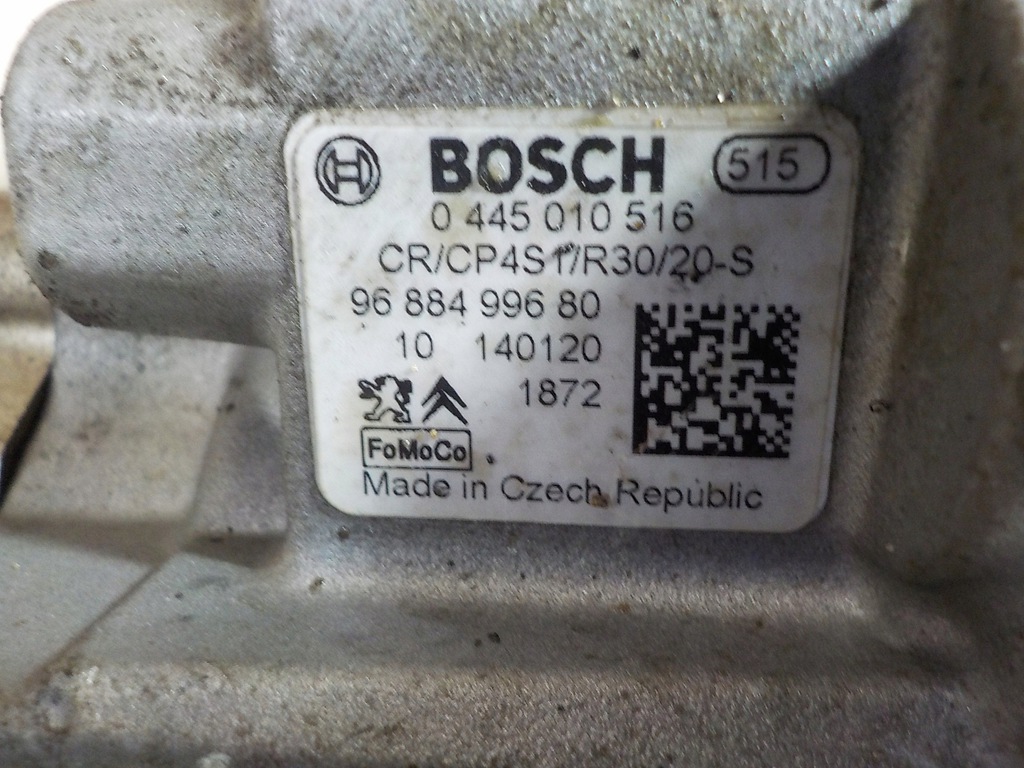 BOSCH 515
0 445 010 516
CR/CP4S1/R30/20-S
96 884 996 80
10 140120
1872
FoMoCo
Made in Czech Republic